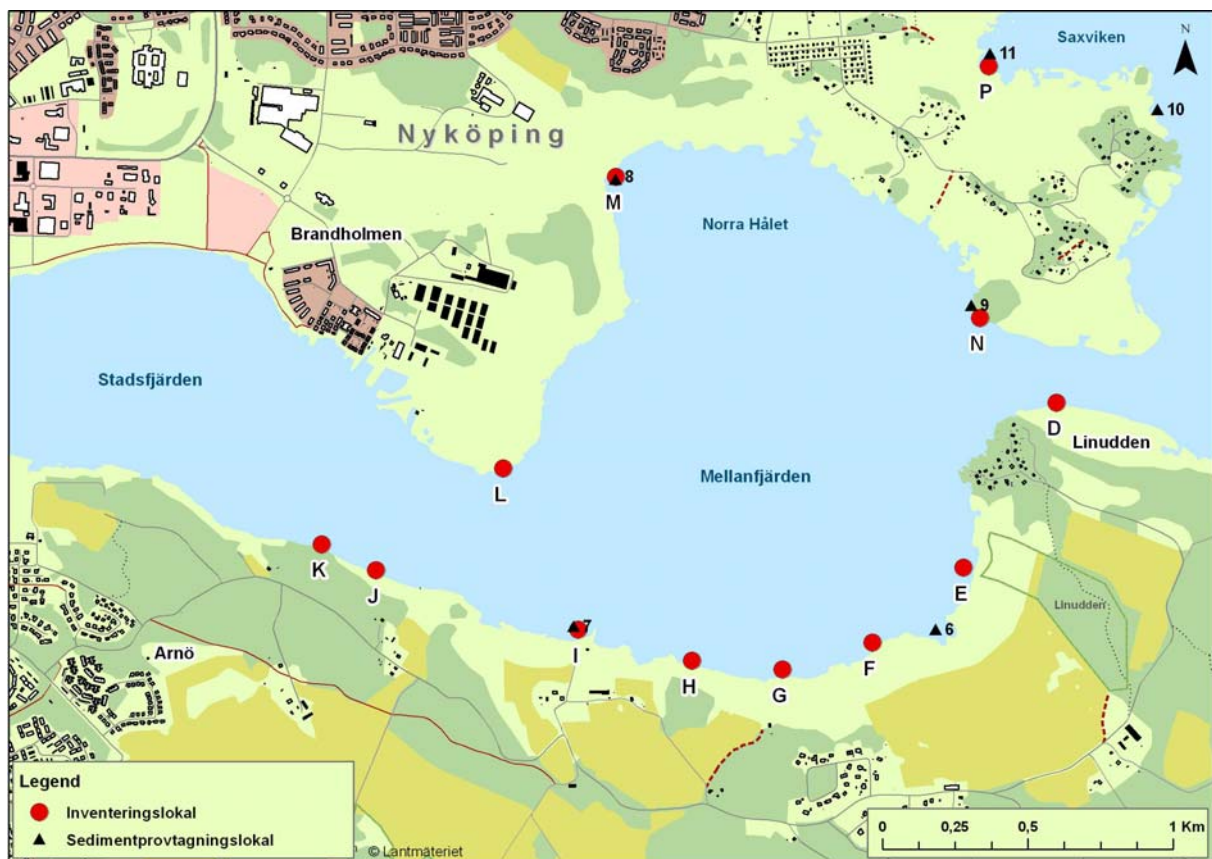 Saxviken
N
11
P
10
Nyköping
8
M
Norra Hålet
Brandholmen
9
N
Stadsfjärden
D
Linudden
L
Mellanfjärden
K
J
E
Linudden
7
I
6
F
Arnö
H
G
Legend
Inventeringslokal
Sedimentprovtagningslokal
© Lantmäteriet
0 0,25 0,5 1 Km